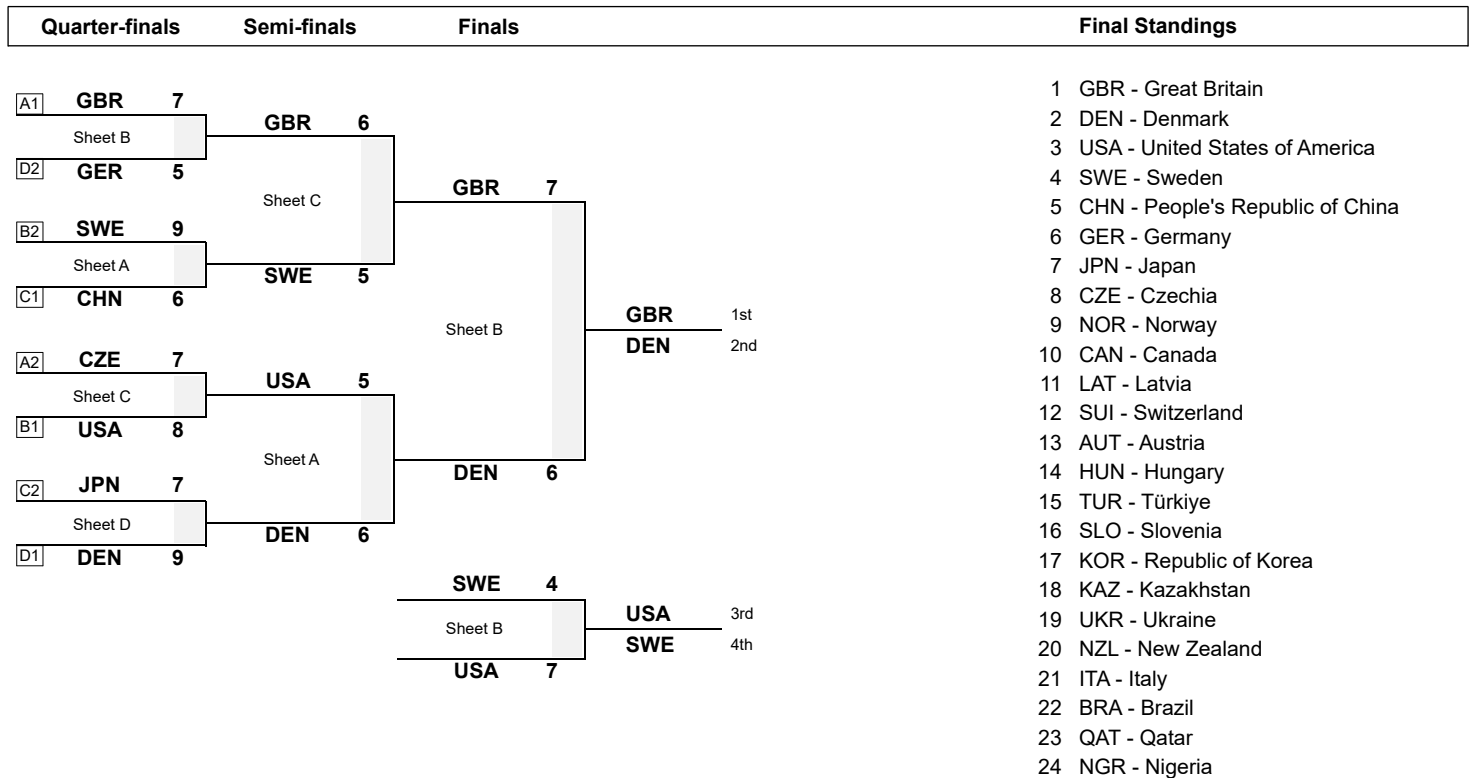 Quarter-finals Semi-finals Finals Final Standings
A1 GBR 7
Sheet B
D2 GER 5
B2 SWE 9
Sheet A
C1 CHN 6
A2 CZE 7
Sheet C
B1 USA 8
C2 JPN 7
Sheet D
D1 DEN 9
GBR 6
Sheet C
SWE 5
USA 5
Sheet A
DEN 6
GBR 7
Sheet B
DEN 6
SWE 4
Sheet B
USA 7
GBR 1st
DEN 2nd
USA 3rd
SWE 4th
1 GBR - Great Britain
2 DEN - Denmark
3 USA - United States of America
4 SWE - Sweden
5 CHN - People's Republic of China
6 GER - Germany
7 JPN - Japan
8 CZE - Czechia
9 NOR - Norway
10 CAN - Canada
11 LAT - Latvia
12 SUI - Switzerland
13 AUT - Austria
14 HUN - Hungary
15 TUR - Türkiye
16 SLO - Slovenia
17 KOR - Republic of Korea
18 KAZ - Kazakhstan
19 UKR - Ukraine
20 NZL - New Zealand
21 ITA - Italy
22 BRA - Brazil
23 QAT - Qatar
24 NGR - Nigeria